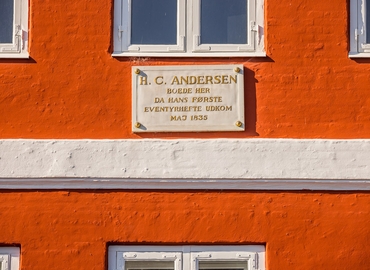 H. C. ANDERSEN
BOEDE HER
DA HANS FØRSTE
EVENTYRHEFTE UDKOM
MAJ 1835